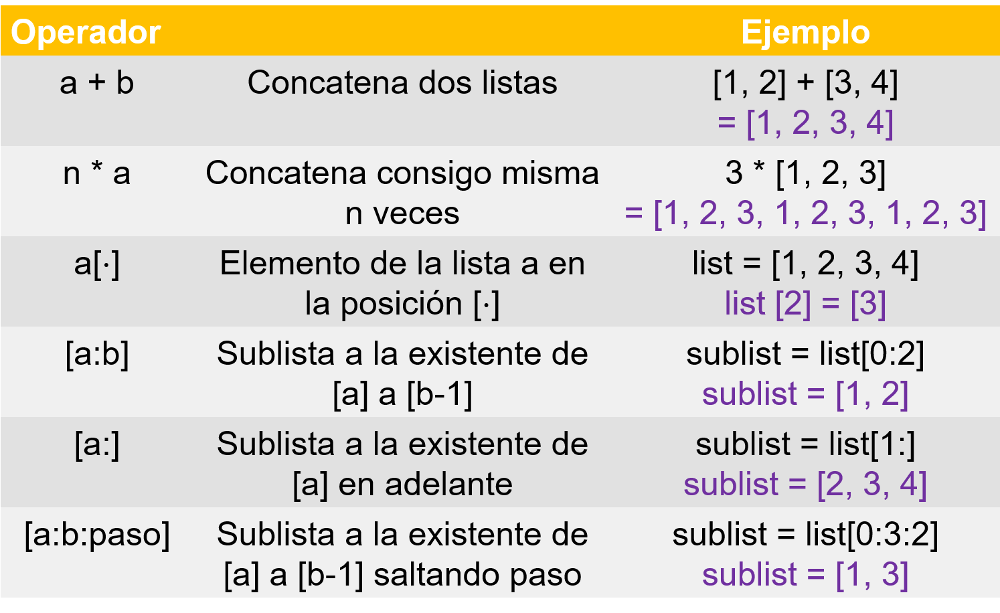 Operador Ejemplo
a + b Concatena dos listas [1, 2] + [3, 4]
= [1, 2, 3, 4]
n * a Concatena consigo misma 3 * [1, 2, 3]
n veces = [1, 2, 3, 1, 2, 3, 1, 2, 3]
a[·] Elemento de la lista a en list = [1, 2, 3, 4]
la posición [·] list [2] = [3]
[a:b] Sublista a la existente de sublist = list[0:2]
[a] a [b-1] sublist = [1, 2]
[a:] Sublista a la existente de sublist = list[1:]
[a] en adelante sublist = [2, 3, 4]
[a:b:paso] Sublista a la existente de sublist = list[0:3:2]
[a] a [b-1] saltando paso sublist = [1, 3]